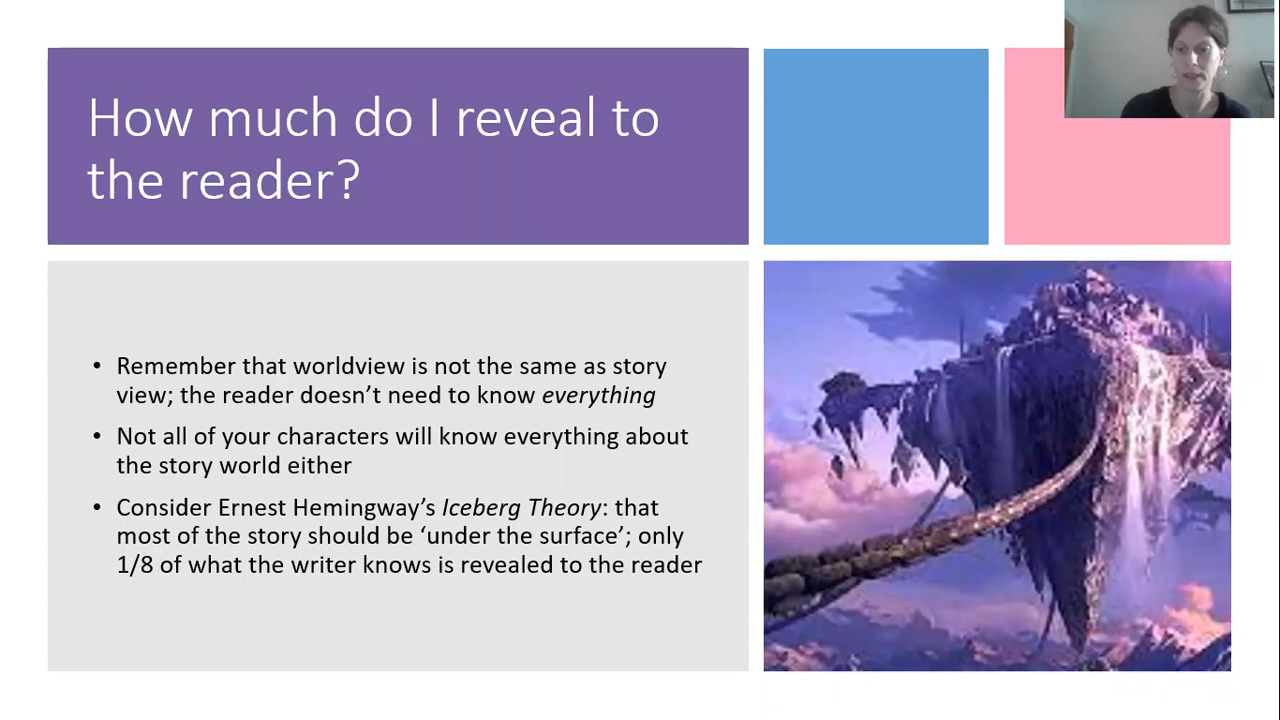 How much do I reveal to
the reader?
• Remember that worldview is not the same as story
view; the reader doesn’t need to know everything
• Not all of your characters will know everything about
the story world either
• Consider Ernest Hemingway’s Iceberg Theory: that
most of the story should be ‘under the surface’; only
1/8 of what the writer knows is revealed to the reader